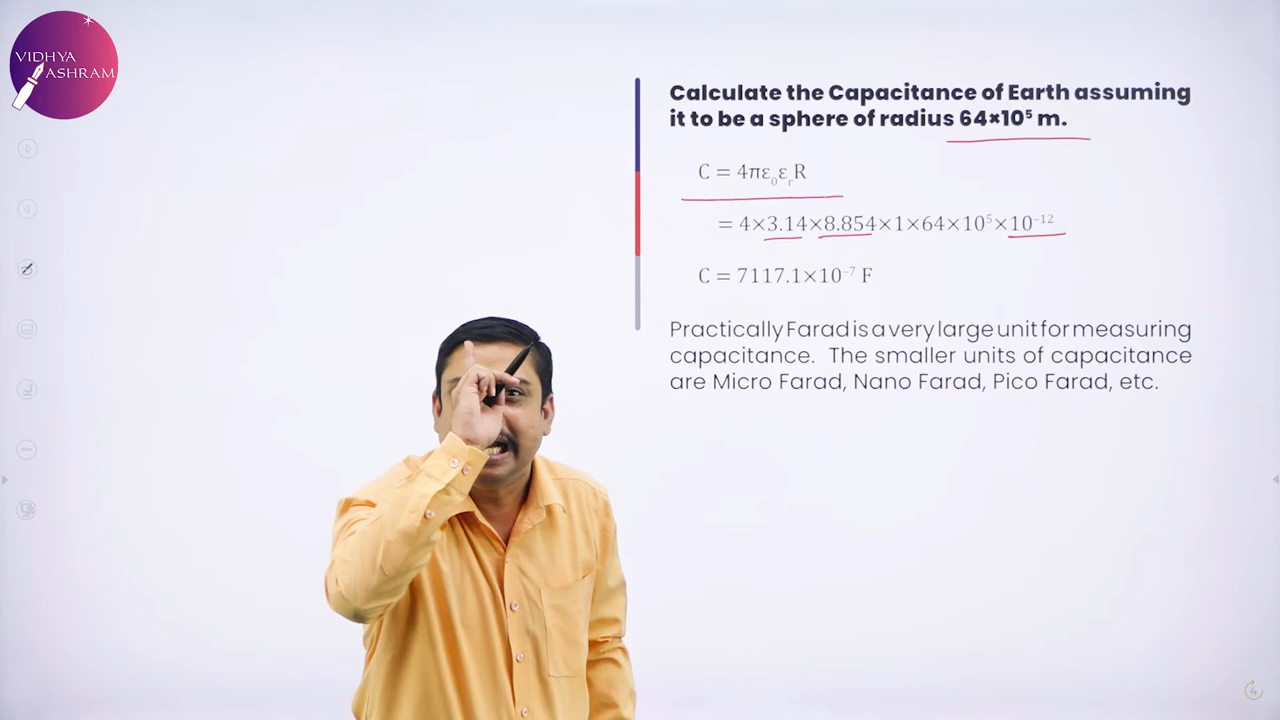 VIDHYA
ASHRAM
Calculate the Capacitance of Earth assuming
it to be a sphere of radius 64×10⁵ m.
C = 4πε₀εᵣR
= 4×3.14×8.854×1×64×10⁵×10⁻¹²
C = 7117.1×10⁻⁷ F
Practically Farad is a very large unit for measuring
capacitance. The smaller units of capacitance
are Micro Farad, Nano Farad, Pico Farad, etc.
4